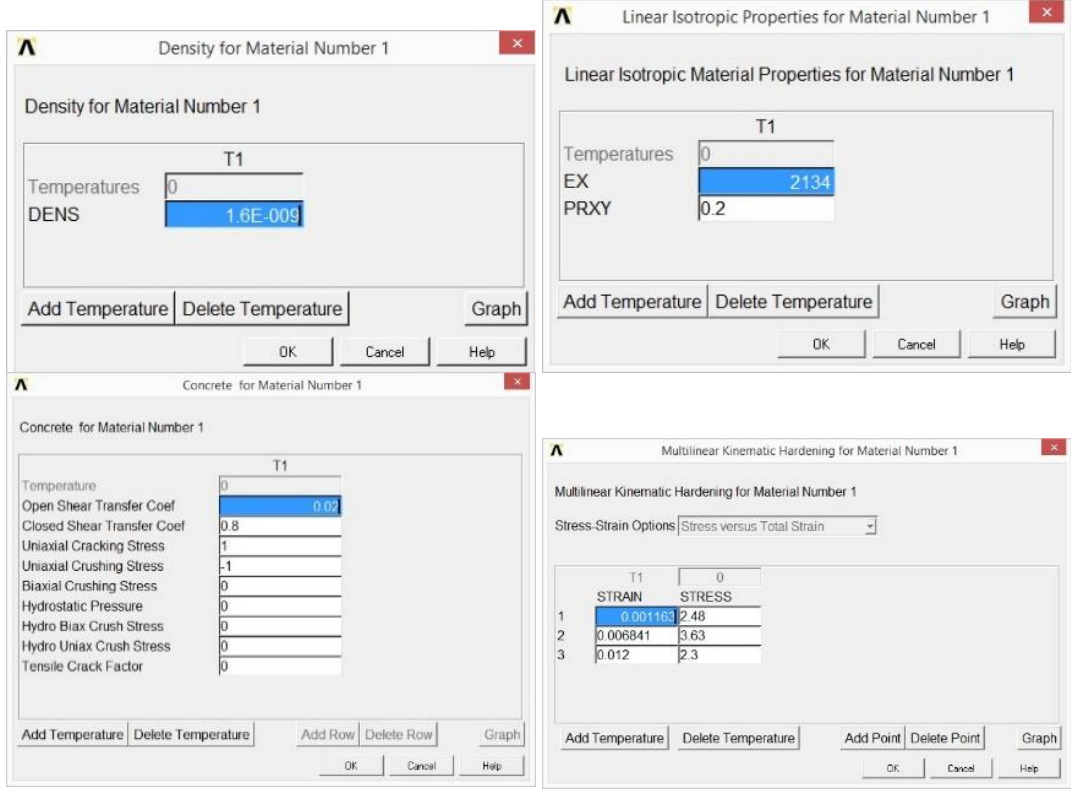 Density for Material Number 1
Density for Material Number 1
T1
Temperatures 0
DENS 1.6E-009
Add Temperature Delete Temperature Graph
OK Cancel Help
Linear Isotropic Properties for Material Number 1
Linear Isotropic Material Properties for Material Number 1
T1
Temperatures 0
EX 2134
PRXY 0.2
Add Temperature Delete Temperature Graph
OK Cancel Help
Concrete for Material Number 1
Concrete for Material Number 1
T1
Temperature 0
Open Shear Transfer Coef 0.02
Closed Shear Transfer Coef 0.8
Uniaxial Cracking Stress 1
Uniaxial Crushing Stress -1
Biaxial Crushing Stress 0
Hydrostatic Pressure 0
Hydro Biax Crush Stress 0
Hydro Uniax Crush Stress 0
Tensile Crack Factor 0
Add Temperature Delete Temperature Add Row Delete Row Graph
OK Cancel Help
Multilinear Kinematic Hardening for Material Number 1
Multilinear Kinematic Hardening for Material Number 1
Stress-Strain Options Stress versus Total Strain
T1 0
STRAIN STRESS
1 0.001163 2.48
2 0.006841 3.63
3 0.012 2.3
Add Temperature Delete Temperature Add Point Delete Point Graph
OK Cancel Help